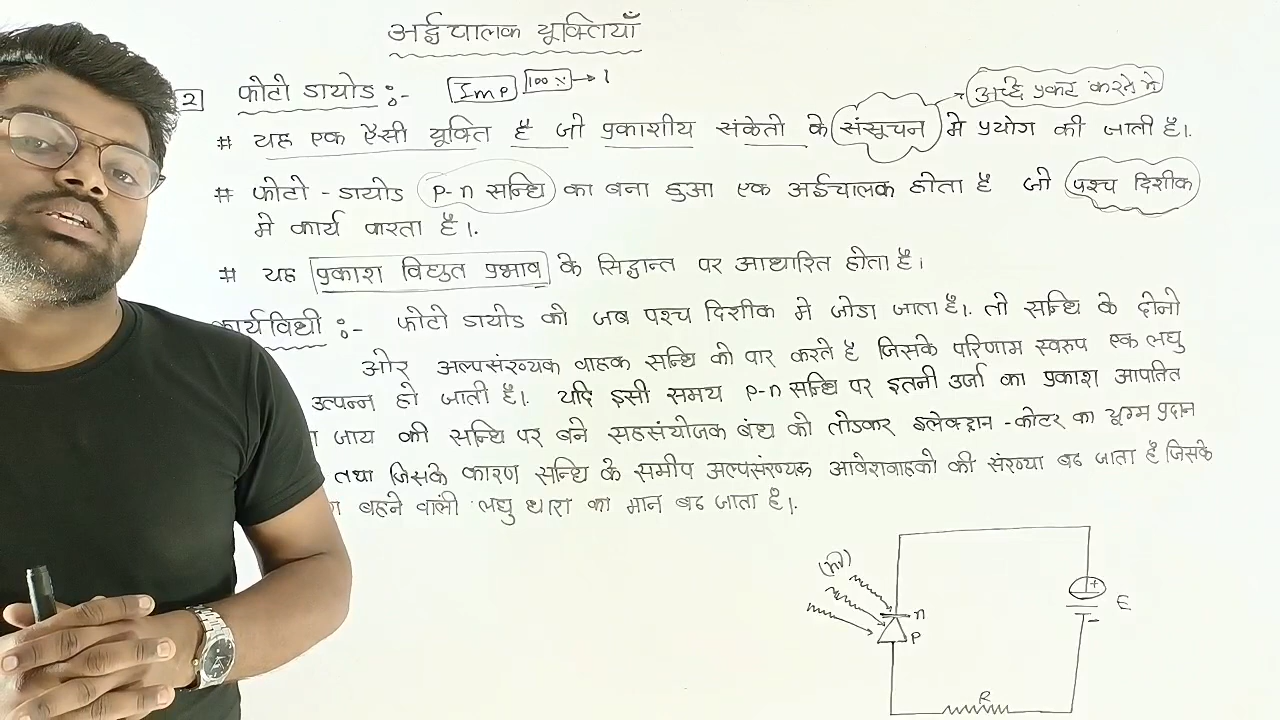 अर्द्धचालक यूक्तियाँ
2 फोटो डायोड :- Imp 100% → 1
अच्छे प्रकट करने मे
# यह एक ऐसी यूक्ति है जो प्रकाशीय संकेतो के संसूचन मे प्रयोग की जाती है।
# फोटो - डायोड P-n सन्धि का बना हुआ एक अर्द्धचालक होता है जो पश्च दिशीक
मे कार्य करता है।
# यह प्रकाश विद्युत प्रभाव के सिद्वान्त पर आधारित होता है।
कार्यविधी :- फोटो डायोड को जब पश्च दिशीक मे जोडा जाता है। तो सन्धि के दोनो
ओर अल्पसंख्यक वाहक सन्धि को पार करते है जिसके परिणाम स्वरुप एक लघु
उत्पन्न हो जाती है। यदि इसी समय P-n सन्धि पर इतनी उर्जा का प्रकाश आपतित
जाय की सन्धि पर बने सहसंयोजक बंध को तोडकर इलेक्ट्रान - कोटर का यूग्म प्रदान
तथा जिसके कारण सन्धि के समीप अल्पसंख्यक आवेशवाहको की संख्या बढ जाता है जिसके
बहने वाली लघु धारा का मान बढ जाता है।
(hν)
+
n
E
P
-
R